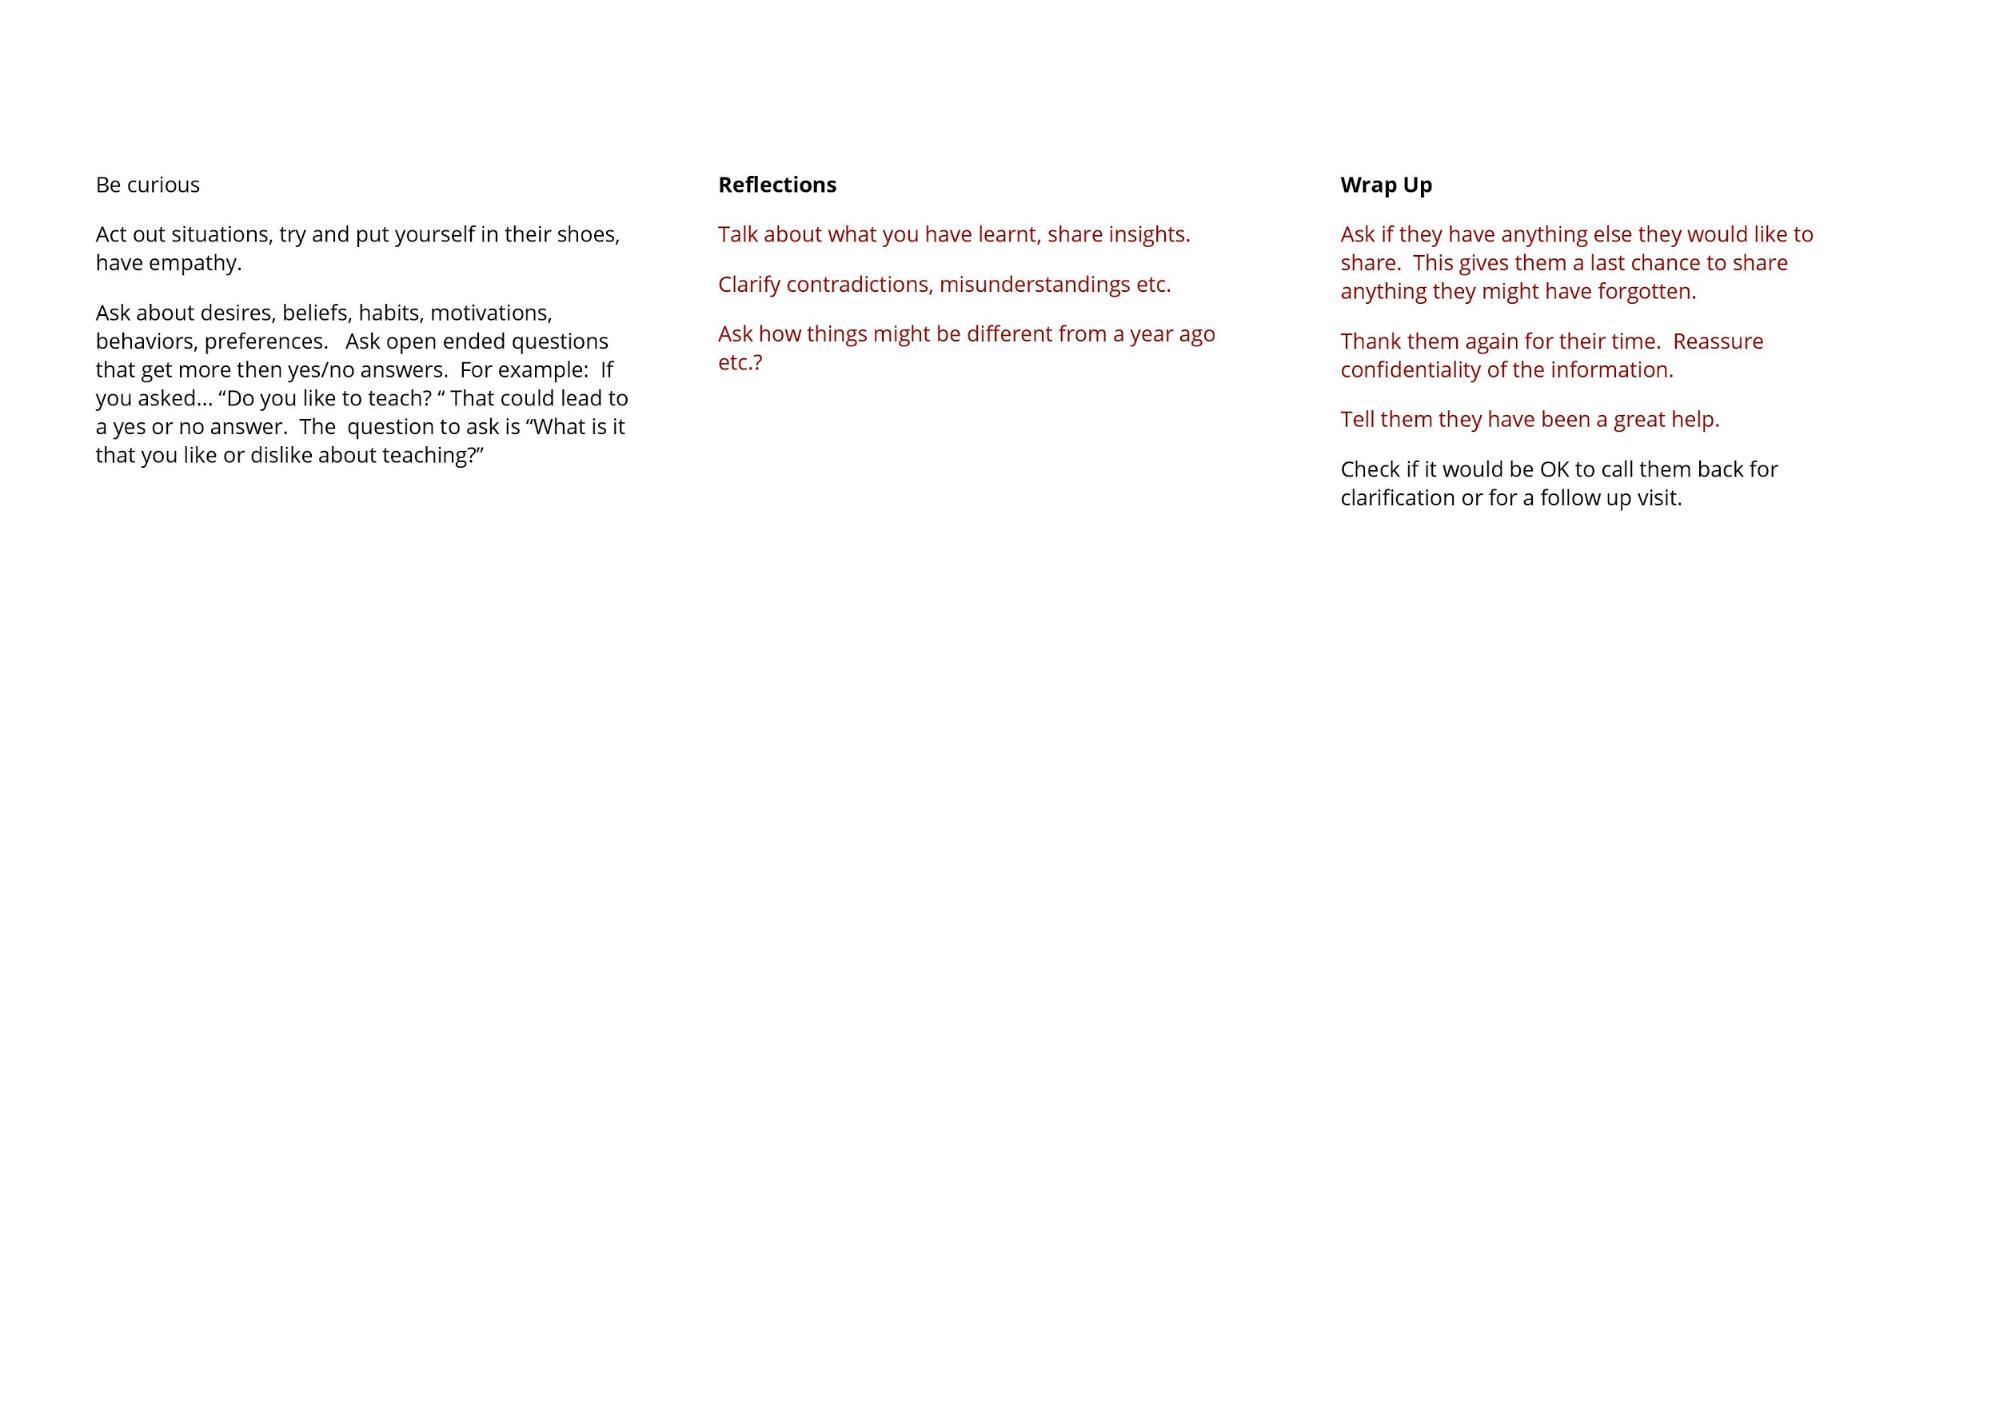 Be curious
Act out situations, try and put yourself in their shoes,
have empathy.
Ask about desires, beliefs, habits, motivations,
behaviors, preferences.   Ask open ended questions
that get more then yes/no answers.  For example:  If
you asked... “Do you like to teach? “ That could lead to
a yes or no answer.  The  question to ask is “What is it
that you like or dislike about teaching?”
Reflections
Talk about what you have learnt, share insights.
Clarify contradictions, misunderstandings etc.
Ask how things might be different from a year ago
etc.?
Wrap Up
Ask if they have anything else they would like to
share.  This gives them a last chance to share
anything they might have forgotten.
Thank them again for their time.  Reassure
confidentiality of the information.
Tell them they have been a great help.
Check if it would be OK to call them back for
clarification or for a follow up visit.